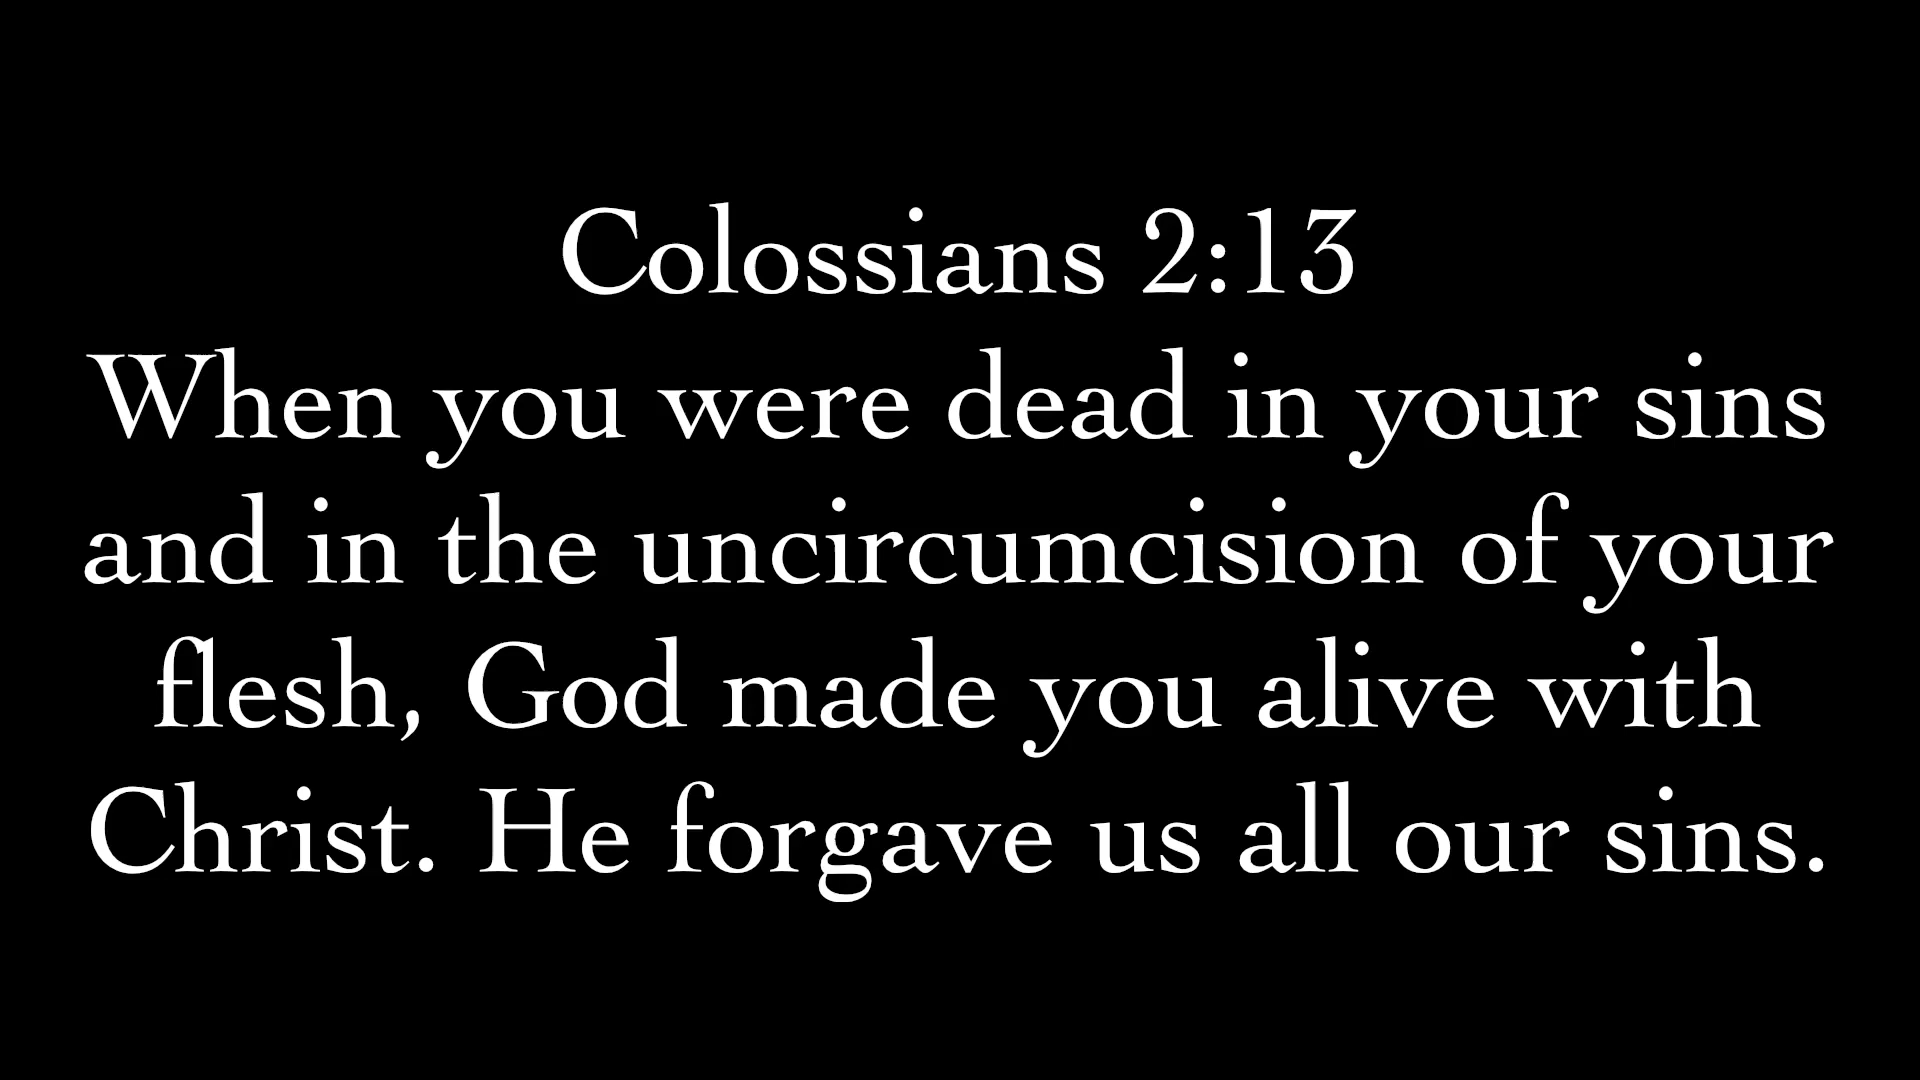 Colossians 2:13
When you were dead in your sins
and in the uncircumcision of your
flesh, God made you alive with
Christ. He forgave us all our sins.